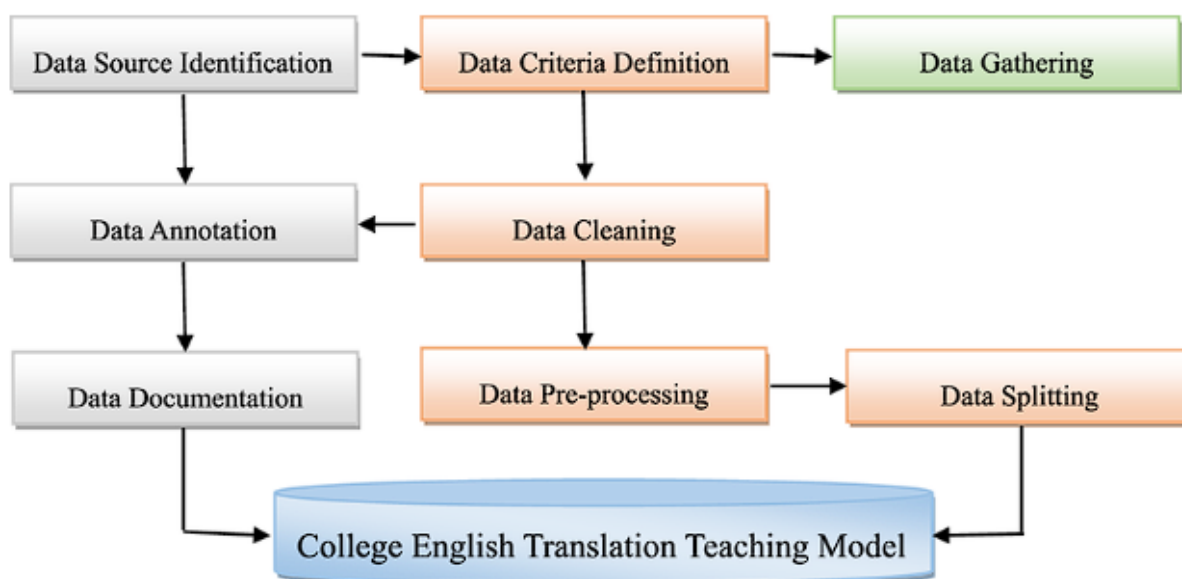 Data Source Identification
Data Criteria Definition
Data Gathering
Data Annotation
Data Cleaning
Data Documentation
Data Pre-processing
Data Splitting
College English Translation Teaching Model